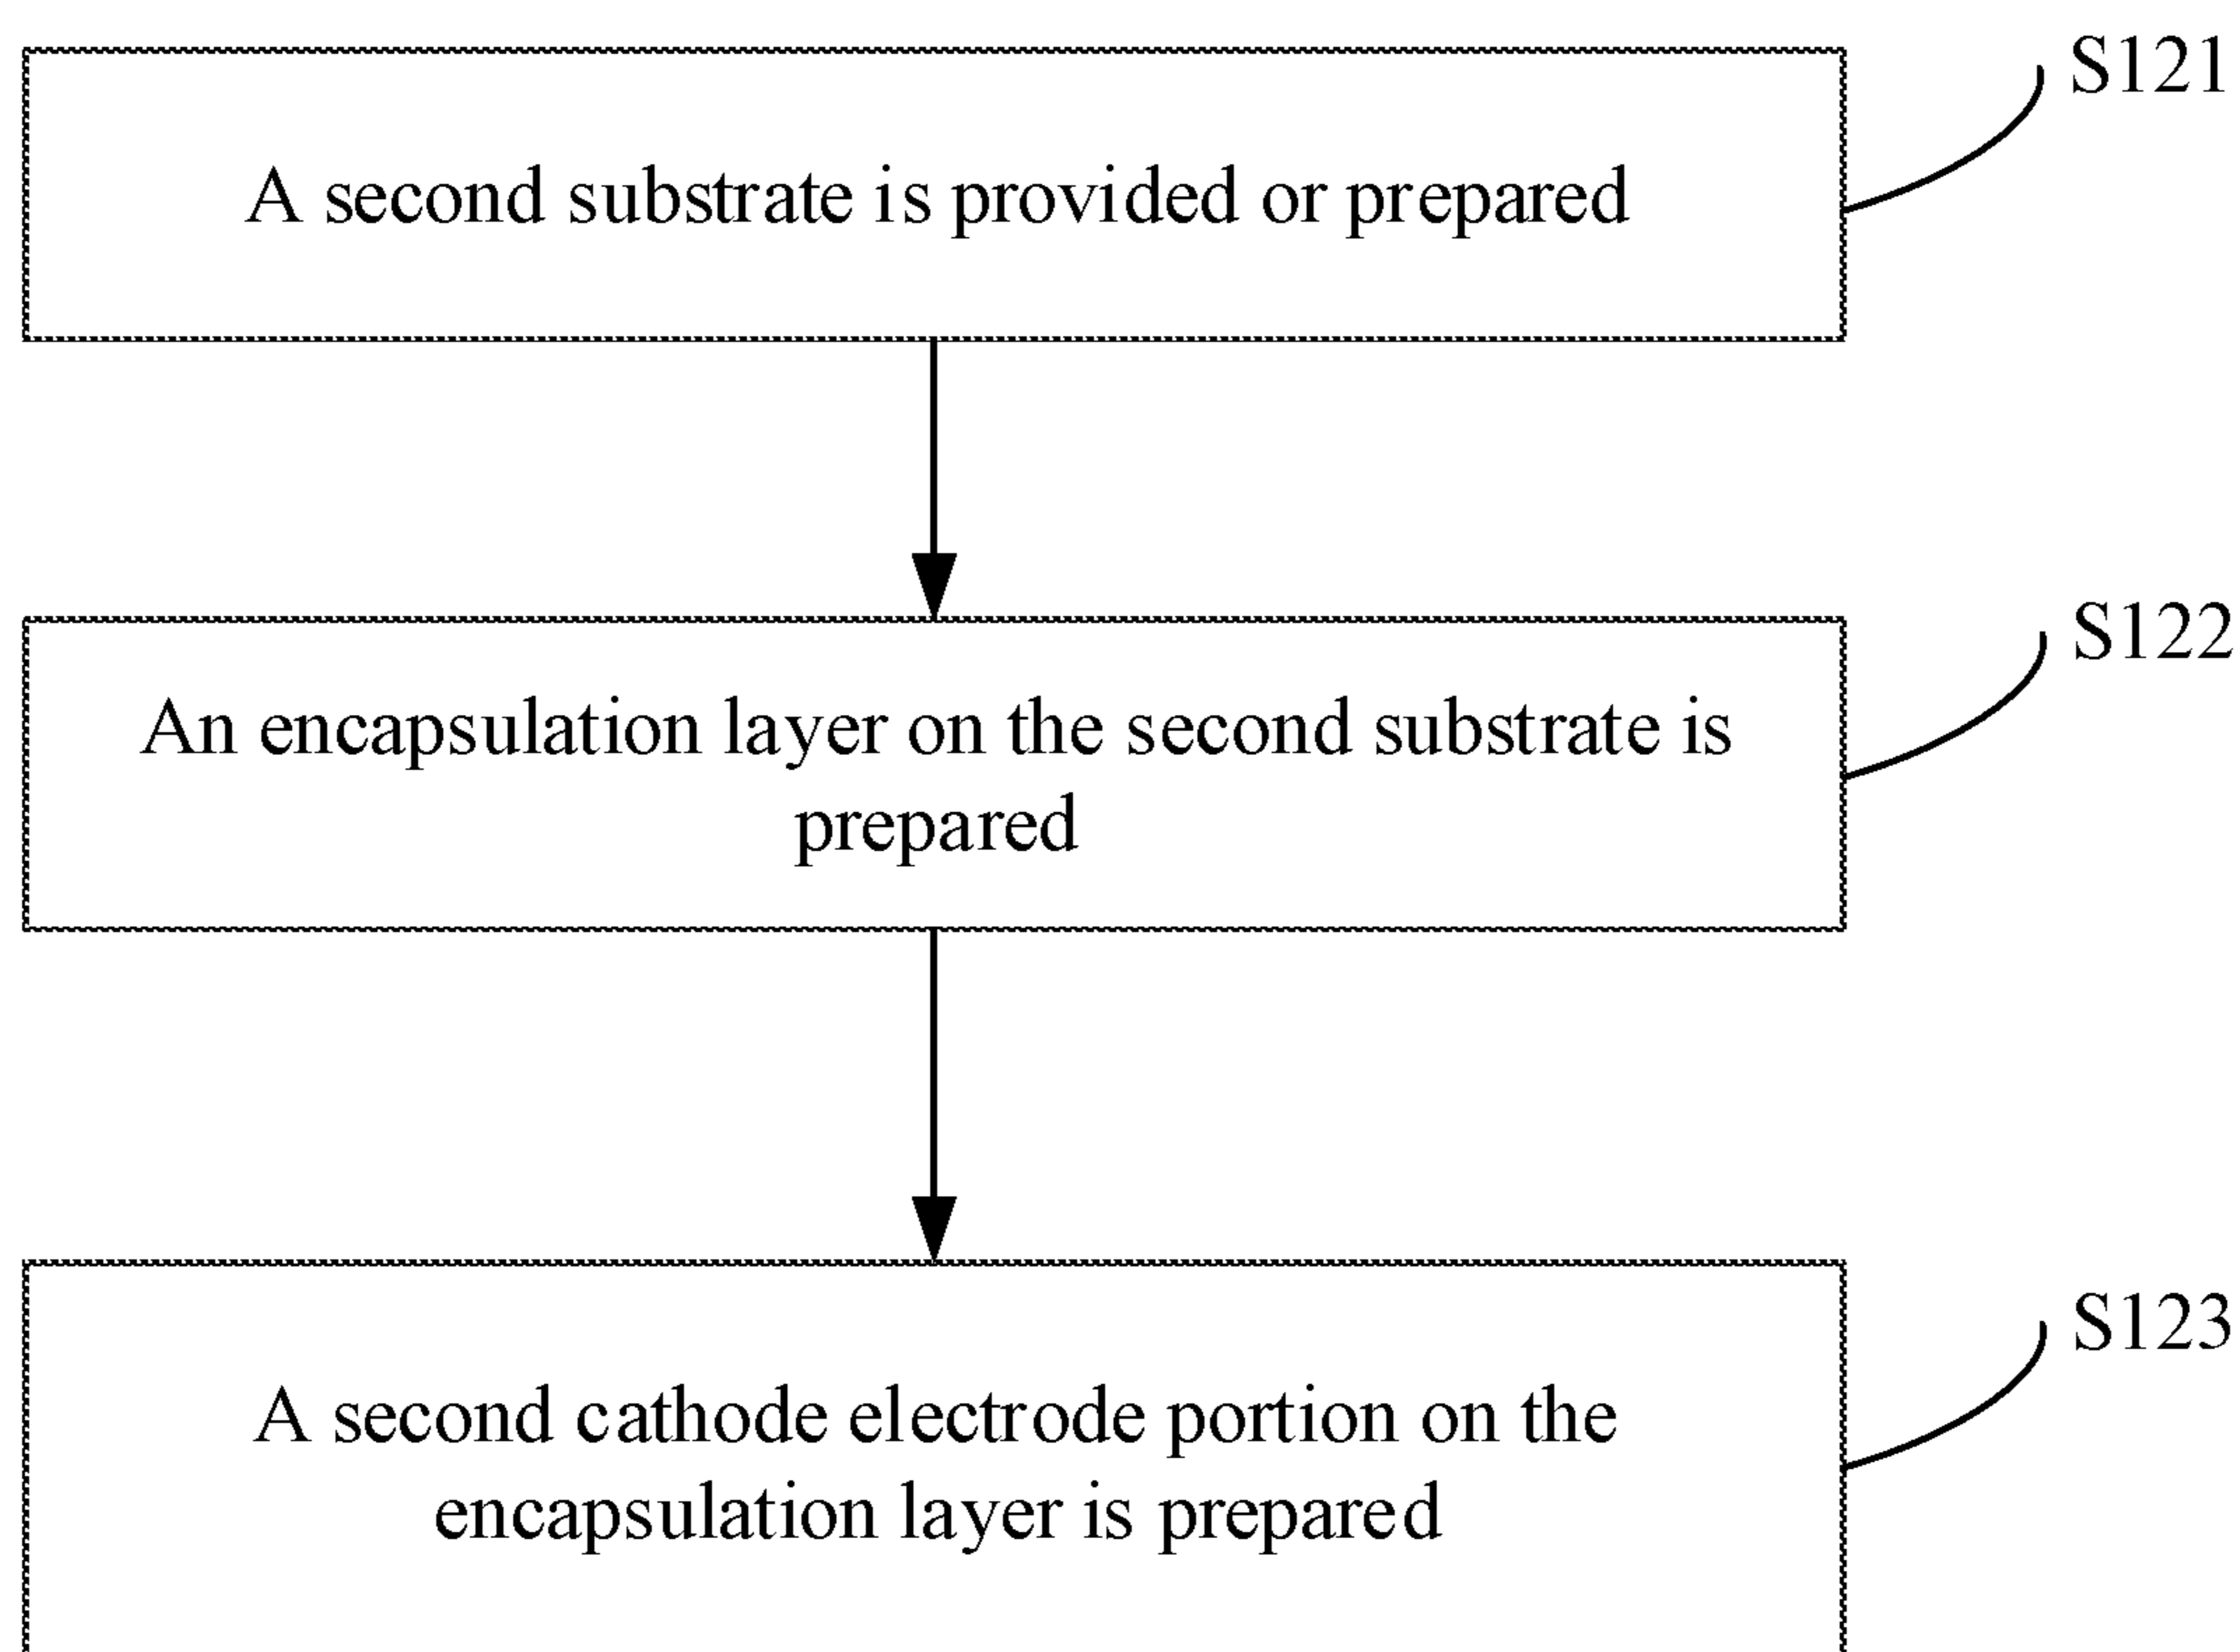 S121
A second substrate is provided or prepared
S122
An encapsulation layer on the second substrate is
prepared
S123
A second cathode electrode portion on the
encapsulation layer is prepared